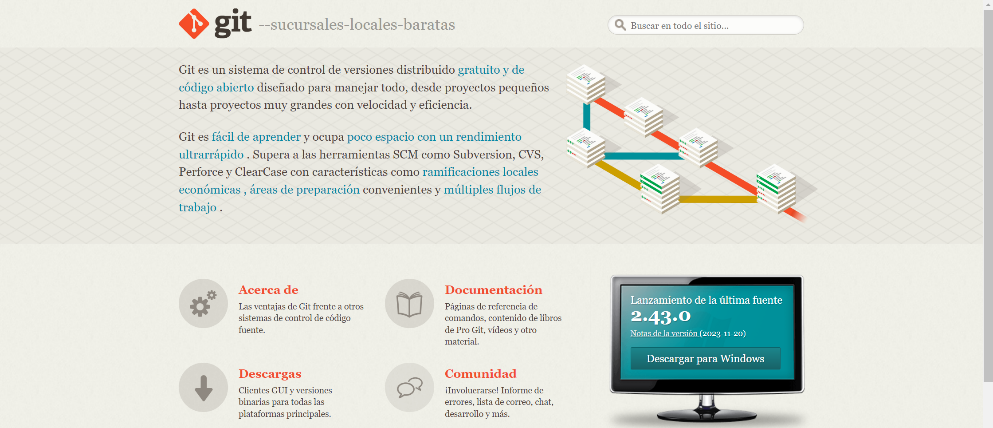 git --sucursales-locales-baratas
Buscar en todo el sitio...
Git es un sistema de control de versiones distribuido gratuito y de
código abierto diseñado para manejar todo, desde proyectos pequeños
hasta proyectos muy grandes con velocidad y eficiencia.
Git es fácil de aprender y ocupa poco espacio con un rendimiento
ultrarrápido . Supera a las herramientas SCM como Subversion, CVS,
Perforce y ClearCase con características como ramificaciones locales
económicas , áreas de preparación convenientes y múltiples flujos de
trabajo .
Acerca de
Las ventajas de Git frente a otros
sistemas de control de código
fuente.
Documentación
Páginas de referencia de
comandos, contenido de libros
de Pro Git, vídeos y otro
material.
Descargas
Clientes GUI y versiones
binarias para todas las
plataformas principales.
Comunidad
¡Involucrarse! Informe de
errores, lista de correo, chat,
desarrollo y más.
Lanzamiento de la última fuente
2.43.0
Notas de la versión (2023-11-20)
Descargar para Windows